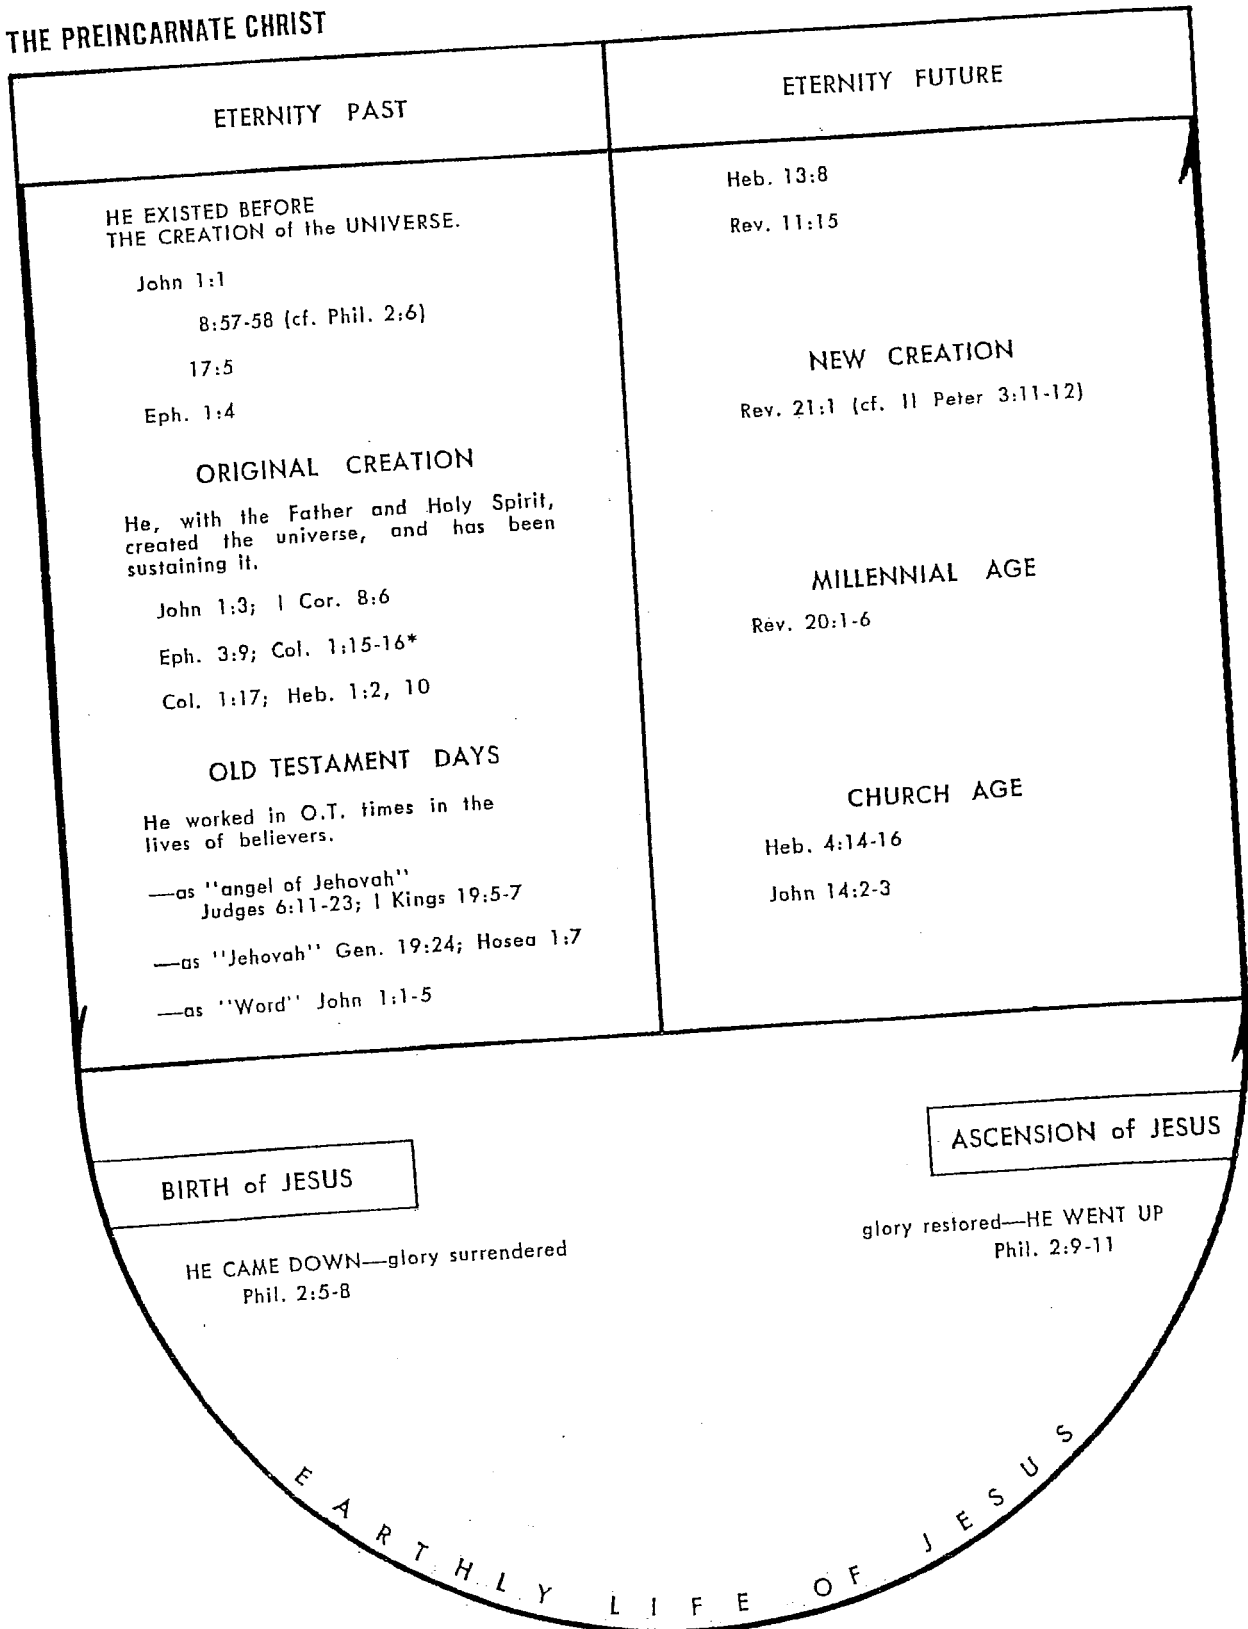 THE PREINCARNATE CHRIST
ETERNITY PAST
HE EXISTED BEFORE
THE CREATION of the UNIVERSE.
John 1:1
8:57-58 (cf. Phil. 2:6)
17:5
Eph. 1:4
ORIGINAL CREATION
He, with the Father and Holy Spirit,
created the universe, and has been
sustaining it.
John 1:3; I Cor. 8:6
Eph. 3:9; Col. 1:15-16*
Col. 1:17; Heb. 1:2, 10
OLD TESTAMENT DAYS
He worked in O.T. times in the
lives of believers.
—as "angel of Jehovah"
Judges 6:11-23; I Kings 19:5-7
—as "Jehovah" Gen. 19:24; Hosea 1:7
—as "Word" John 1:1-5
ETERNITY FUTURE
Heb. 13:8
Rev. 11:15
NEW CREATION
Rev. 21:1 (cf. II Peter 3:11-12)
MILLENNIAL AGE
Rev. 20:1-6
CHURCH AGE
Heb. 4:14-16
John 14:2-3
BIRTH of JESUS
HE CAME DOWN—glory surrendered
Phil. 2:5-8
ASCENSION of JESUS
glory restored—HE WENT UP
Phil. 2:9-11
EARTHLY LIFE OF JESUS